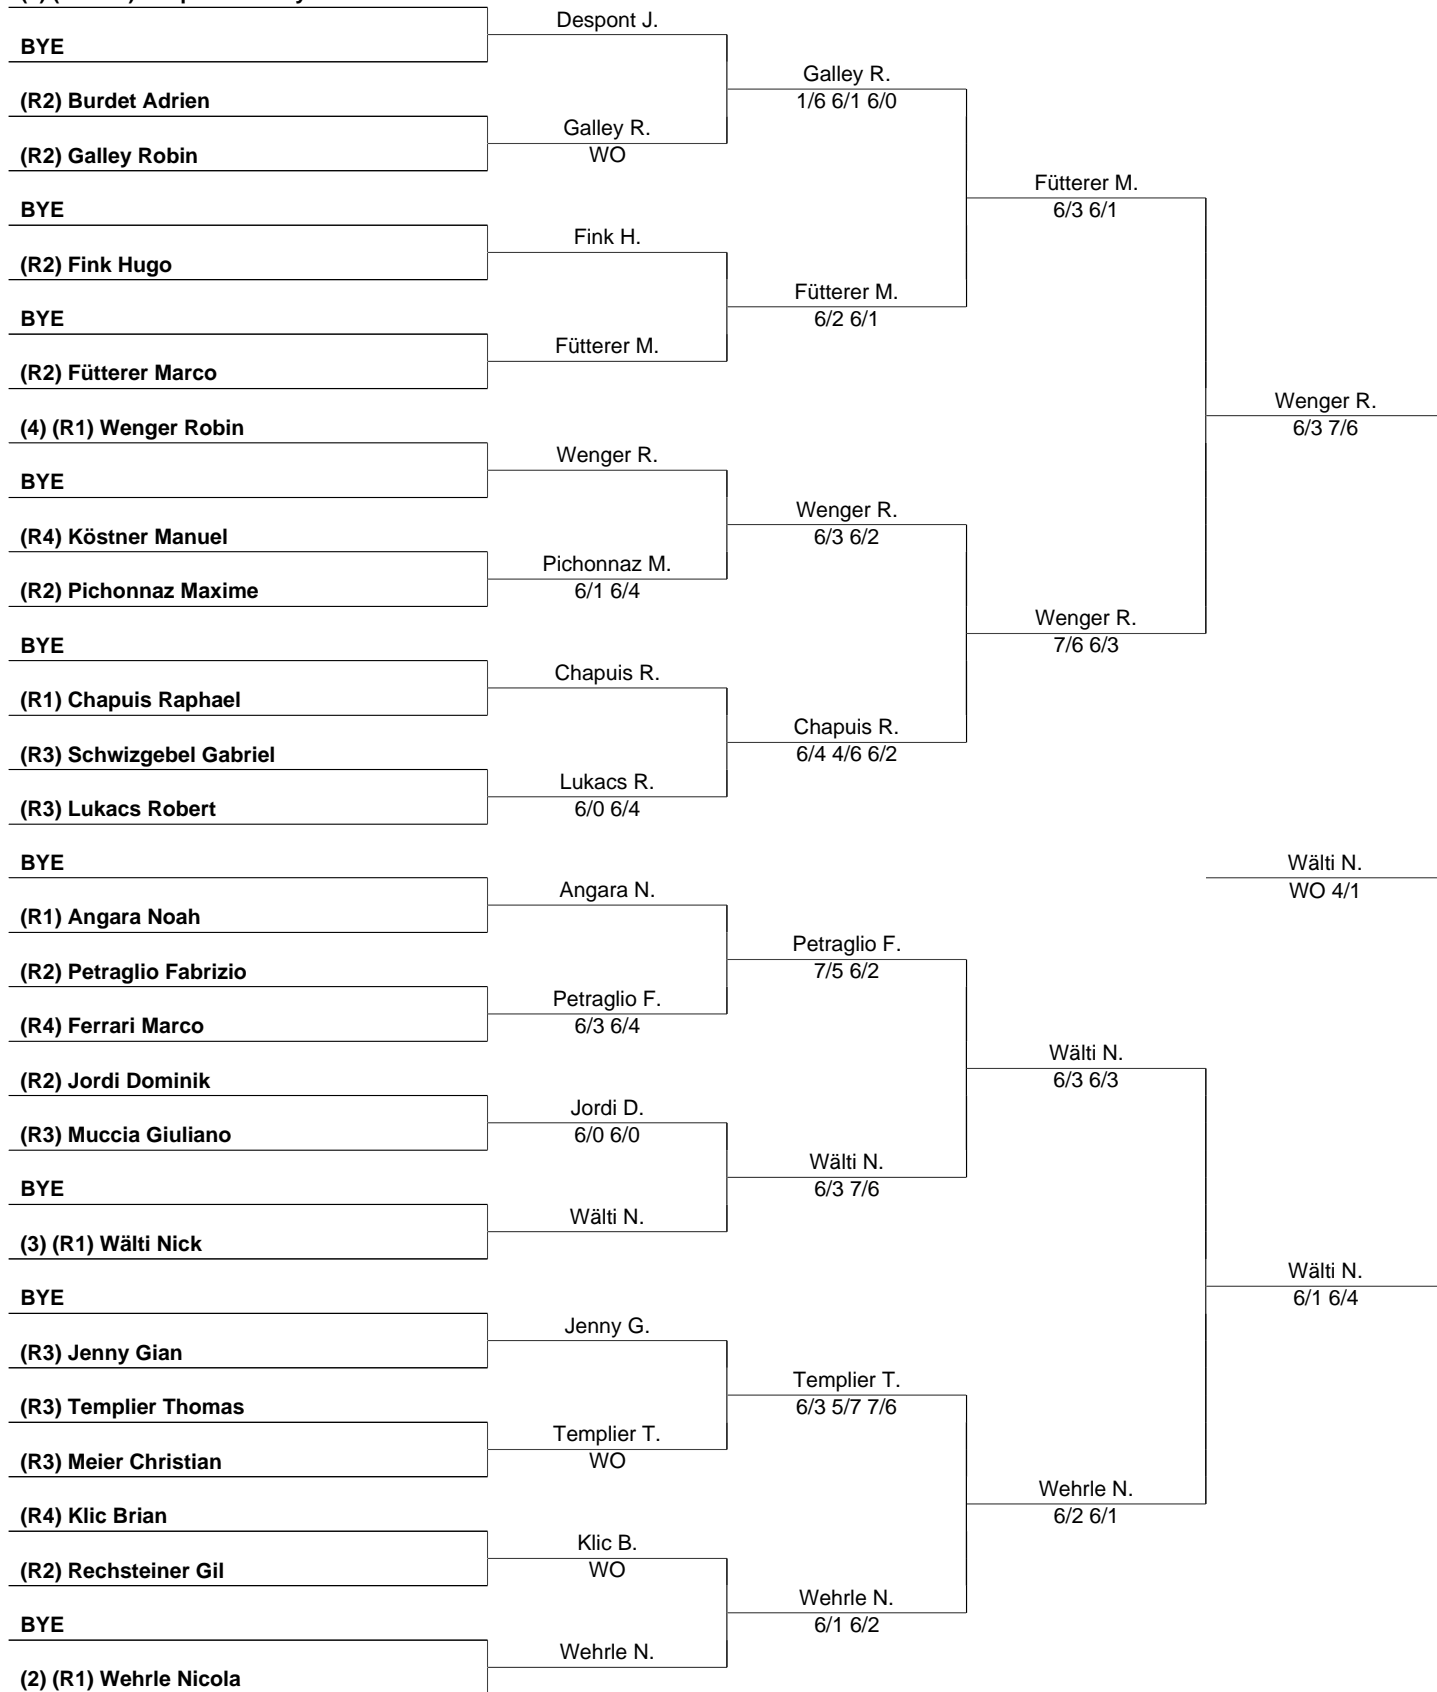 BYE
(R2) Burdet Adrien
(R2) Galley Robin
BYE
(R2) Fink Hugo
BYE
(R2) Fütterer Marco
(4) (R1) Wenger Robin
BYE
(R4) Köstner Manuel
(R2) Pichonnaz Maxime
BYE
(R1) Chapuis Raphael
(R3) Schwizgebel Gabriel
(R3) Lukacs Robert
BYE
(R1) Angara Noah
(R2) Petraglio Fabrizio
(R4) Ferrari Marco
(R2) Jordi Dominik
(R3) Muccia Giuliano
BYE
(3) (R1) Wälti Nick
BYE
(R3) Jenny Gian
(R3) Templier Thomas
(R3) Meier Christian
(R4) Klic Brian
(R2) Rechsteiner Gil
BYE
(2) (R1) Wehrle Nicola
Despont J.
Galley R.
WO
Fink H.
Fütterer M.
Wenger R.
Pichonnaz M.
6/1 6/4
Chapuis R.
Lukacs R.
6/0 6/4
Angara N.
Petraglio F.
6/3 6/4
Jordi D.
6/0 6/0
Wälti N.
Jenny G.
Templier T.
WO
Klic B.
WO
Wehrle N.
Galley R.
1/6 6/1 6/0
Fütterer M.
6/2 6/1
Wenger R.
6/3 6/2
Chapuis R.
6/4 4/6 6/2
Petraglio F.
7/5 6/2
Wälti N.
6/3 7/6
Templier T.
6/3 5/7 7/6
Wehrle N.
6/1 6/2
Fütterer M.
6/3 6/1
Wenger R.
7/6 6/3
Wälti N.
6/3 6/3
Wehrle N.
6/2 6/1
Wenger R.
6/3 7/6
Wälti N.
WO 4/1
Wälti N.
6/1 6/4